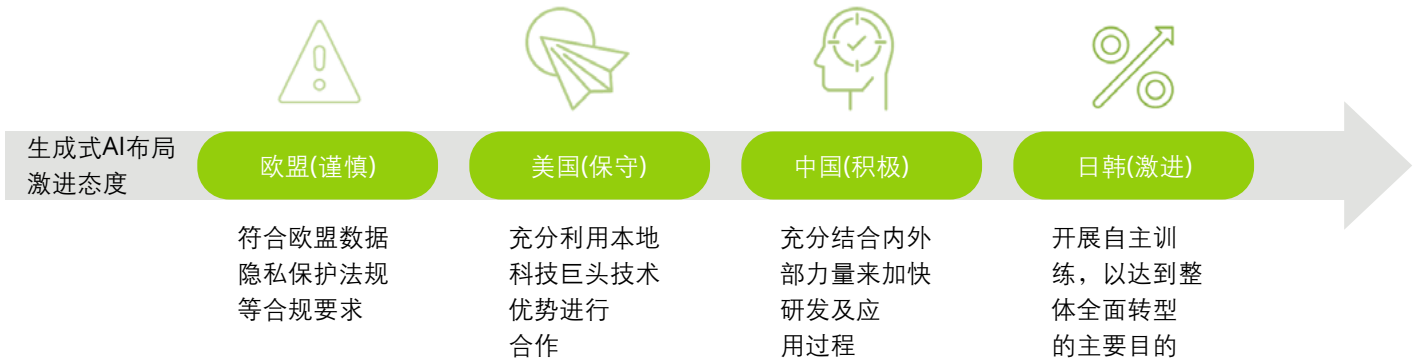 生成式AI布局
激进态度
欧盟(谨慎)
美国(保守)
中国(积极)
日韩(激进)
符合欧盟数据
隐私保护法规
等合规要求
充分利用本地
科技巨头技术
优势进行
合作
充分结合内外
部力量来加快
研发及应
用过程
开展自主训
练，以达到整
体全面转型
的主要目的